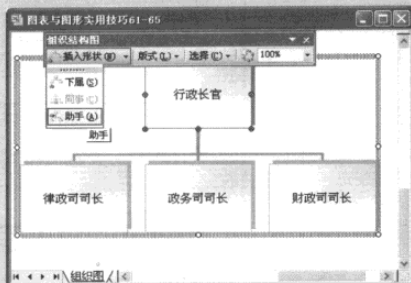 图表与图形实用技巧61-65
组织结构图
插入形状(N) 版式(L) 选择(C) 100%
下属(S)
同事(C)
助手(A)
助手
行政长官
律政司司长 政务司司长 财政司司长
组织图